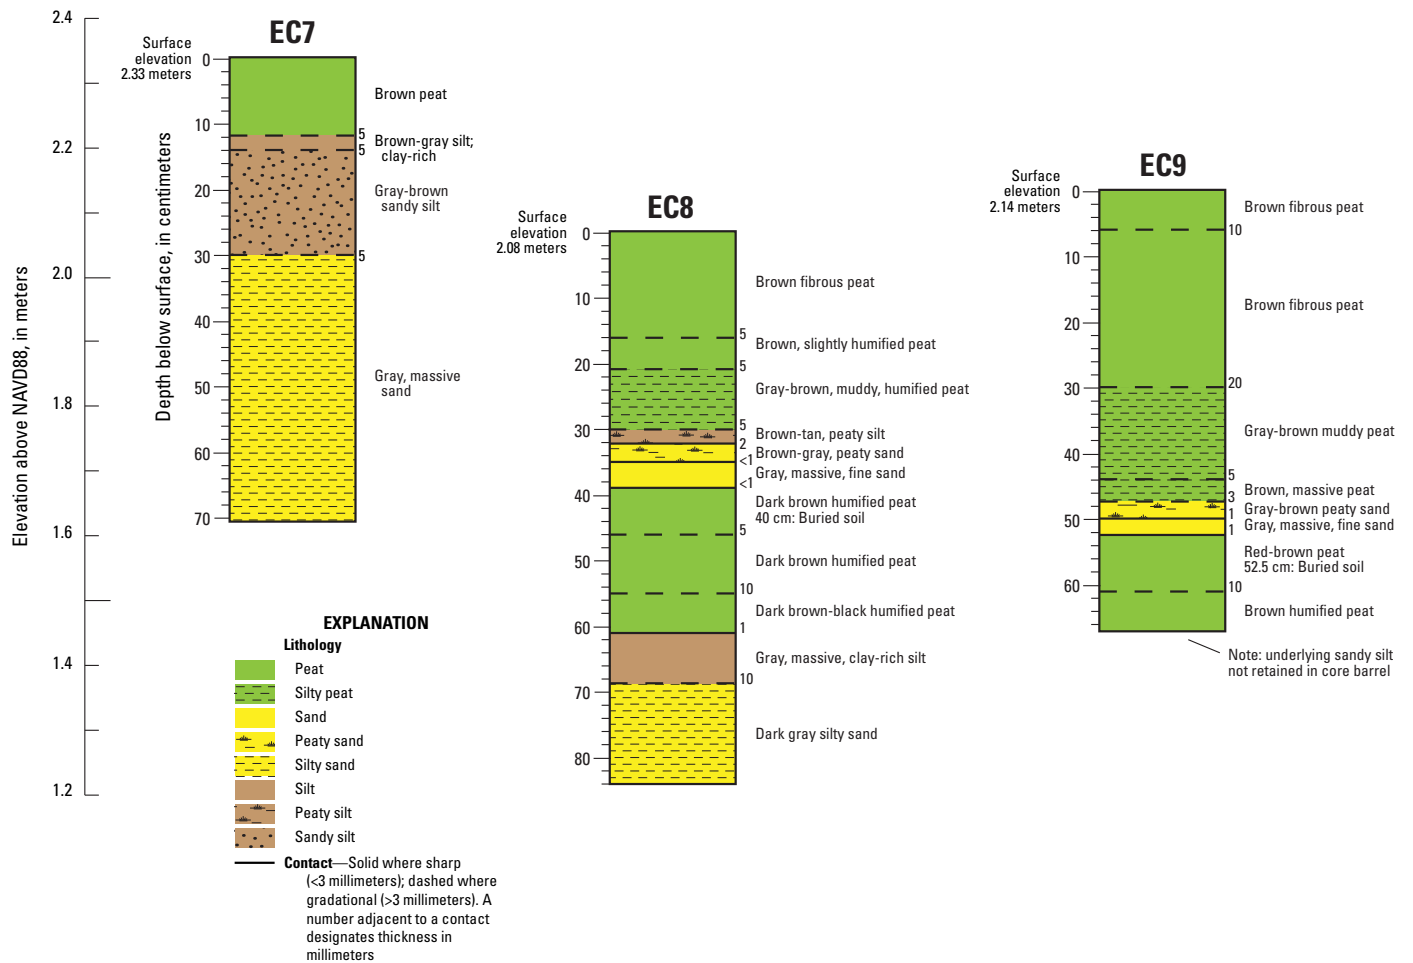 Elevation above NAVD88, in meters
2.4
2.2
2.0
1.8
1.6
1.4
1.2
EC7
Surface
elevation
2.33 meters
Depth below surface, in centimeters
0
10
20
30
40
50
60
70
Brown peat
5
Brown-gray silt;
clay-rich
5
Gray-brown
sandy silt
5
Gray, massive
sand
EC8
Surface
elevation
2.08 meters
0
10
20
30
40
50
60
70
80
Brown fibrous peat
5
Brown, slightly humified peat
5
Gray-brown, muddy, humified peat
5
Brown-tan, peaty silt
2
Brown-gray, peaty sand
<1
Gray, massive, fine sand
<1
Dark brown humified peat
40 cm: Buried soil
5
Dark brown humified peat
10
Dark brown-black humified peat
1
Gray, massive, clay-rich silt
10
Dark gray silty sand
EC9
Surface
elevation
2.14 meters
0
10
20
30
40
50
60
Brown fibrous peat
10
Brown fibrous peat
20
Gray-brown muddy peat
5
Brown, massive peat
3
Gray-brown peaty sand
1
Gray, massive, fine sand
1
Red-brown peat
52.5 cm: Buried soil
10
Brown humified peat
Note: underlying sandy silt
not retained in core barrel
EXPLANATION
Lithology
Peat
Silty peat
Sand
Peaty sand
Silty sand
Silt
Peaty silt
Sandy silt
Contact—Solid where sharp
(<3 millimeters); dashed where
gradational (>3 millimeters). A
number adjacent to a contact
designates thickness in
millimeters